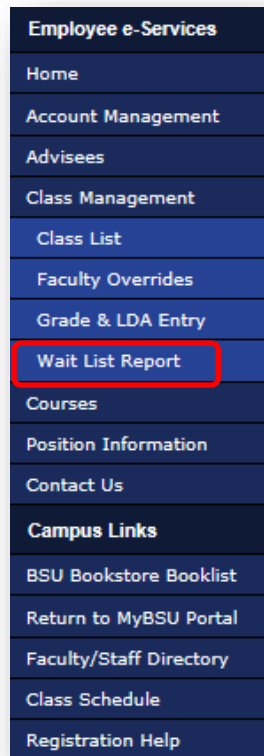 Employee e-Services
Home
Account Management
Advisees
Class Management
Class List
Faculty Overrides
Grade & LDA Entry
Wait List Report
Courses
Position Information
Contact Us
Campus Links
BSU Bookstore Booklist
Return to MyBSU Portal
Faculty/Staff Directory
Class Schedule
Registration Help